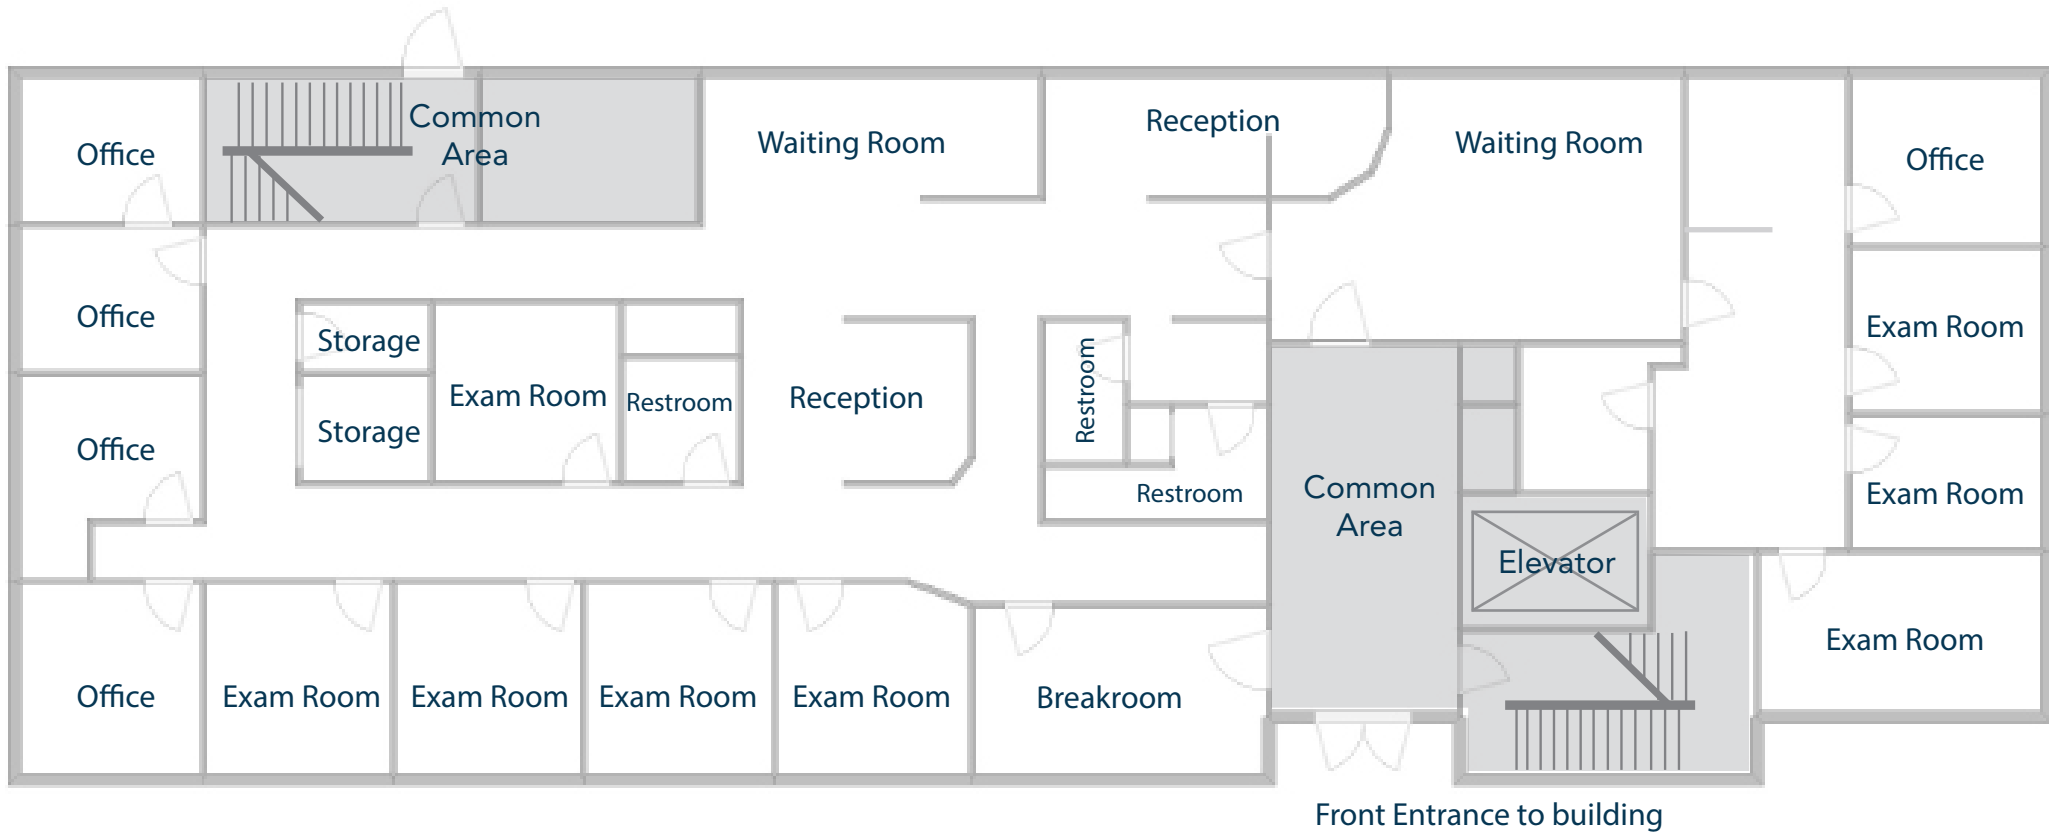 Common
Area
Reception
Waiting Room
Waiting Room
Office
Office
Office
Office
Exam Room
Storage
Restroom
Exam Room
Restroom
Reception
Storage
Office
Common
Area
Restroom
Exam Room
Elevator
Exam Room
Office
Exam Room
Exam Room
Exam Room
Exam Room
Breakroom
Front Entrance to building